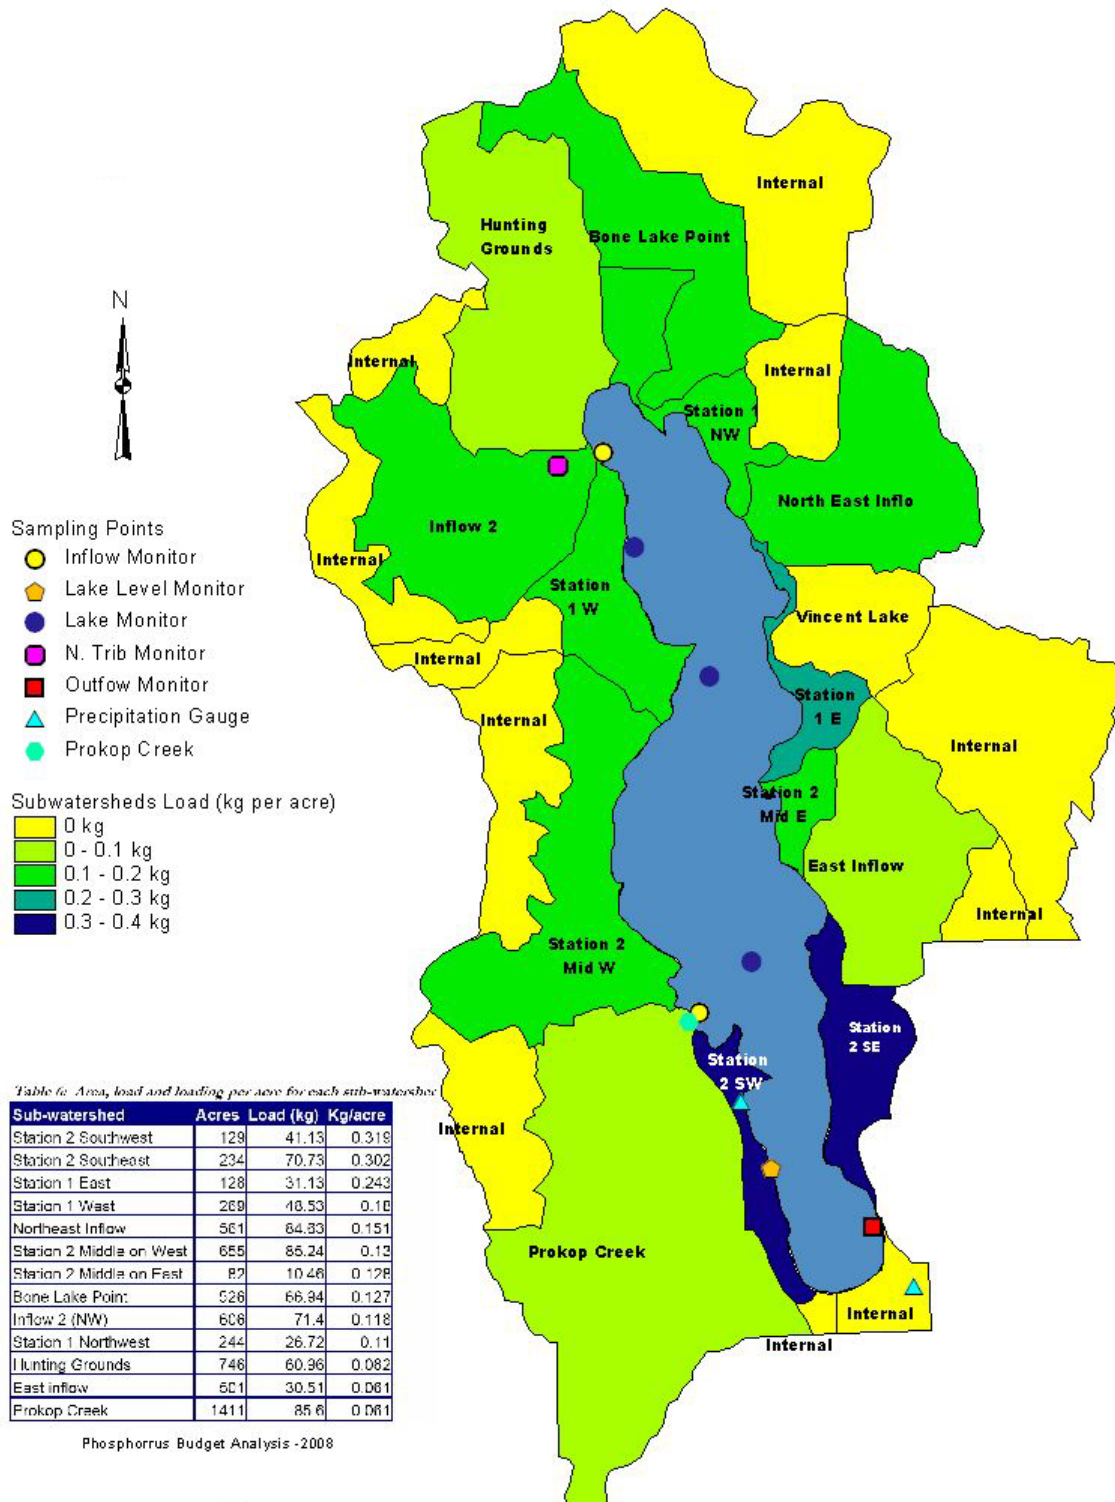 Internal
Hunting
Grounds
Bone Lake Point
N
Internal
Internal
Station 1
NW
North East Inflo
Inflow 2
Internal
Station
1 W
Vincent Lake
Internal
Internal
Station
1 E
Internal
Station 2
Mid E
East Inflow
Internal
Station 2
Mid W
Station
2 SE
Station
2 SW
Internal
Prokop Creek
Internal
Internal
Sampling Points
Inflow Monitor
Lake Level Monitor
Lake Monitor
N. Trib Monitor
Outfow Monitor
Precipitation Gauge
Prokop Creek
Subwatersheds Load (kg per acre)
0 kg
0 - 0.1 kg
0.1 - 0.2 kg
0.2 - 0.3 kg
0.3 - 0.4 kg
Table 6: Area, load and loading per acre for each sub-watershed
Sub-watershed Acres Load (kg) Kg/acre
Station 2 Southwest 129 41.13 0.319
Station 2 Southeast 234 70.73 0.302
Station 1 East 128 31.13 0.243
Station 1 West 269 48.53 0.18
Northeast Inflow 561 84.83 0.151
Station 2 Middle on West 655 85.24 0.13
Station 2 Middle on East 82 10.46 0.128
Bone Lake Point 526 66.94 0.127
Inflow 2 (NW) 606 71.4 0.118
Station 1 Northwest 244 26.72 0.11
Hunting Grounds 746 60.96 0.082
East inflow 501 30.51 0.061
Prokop Creek 1411 85.6 0.061
Phosphorrus Budget Analysis -2008